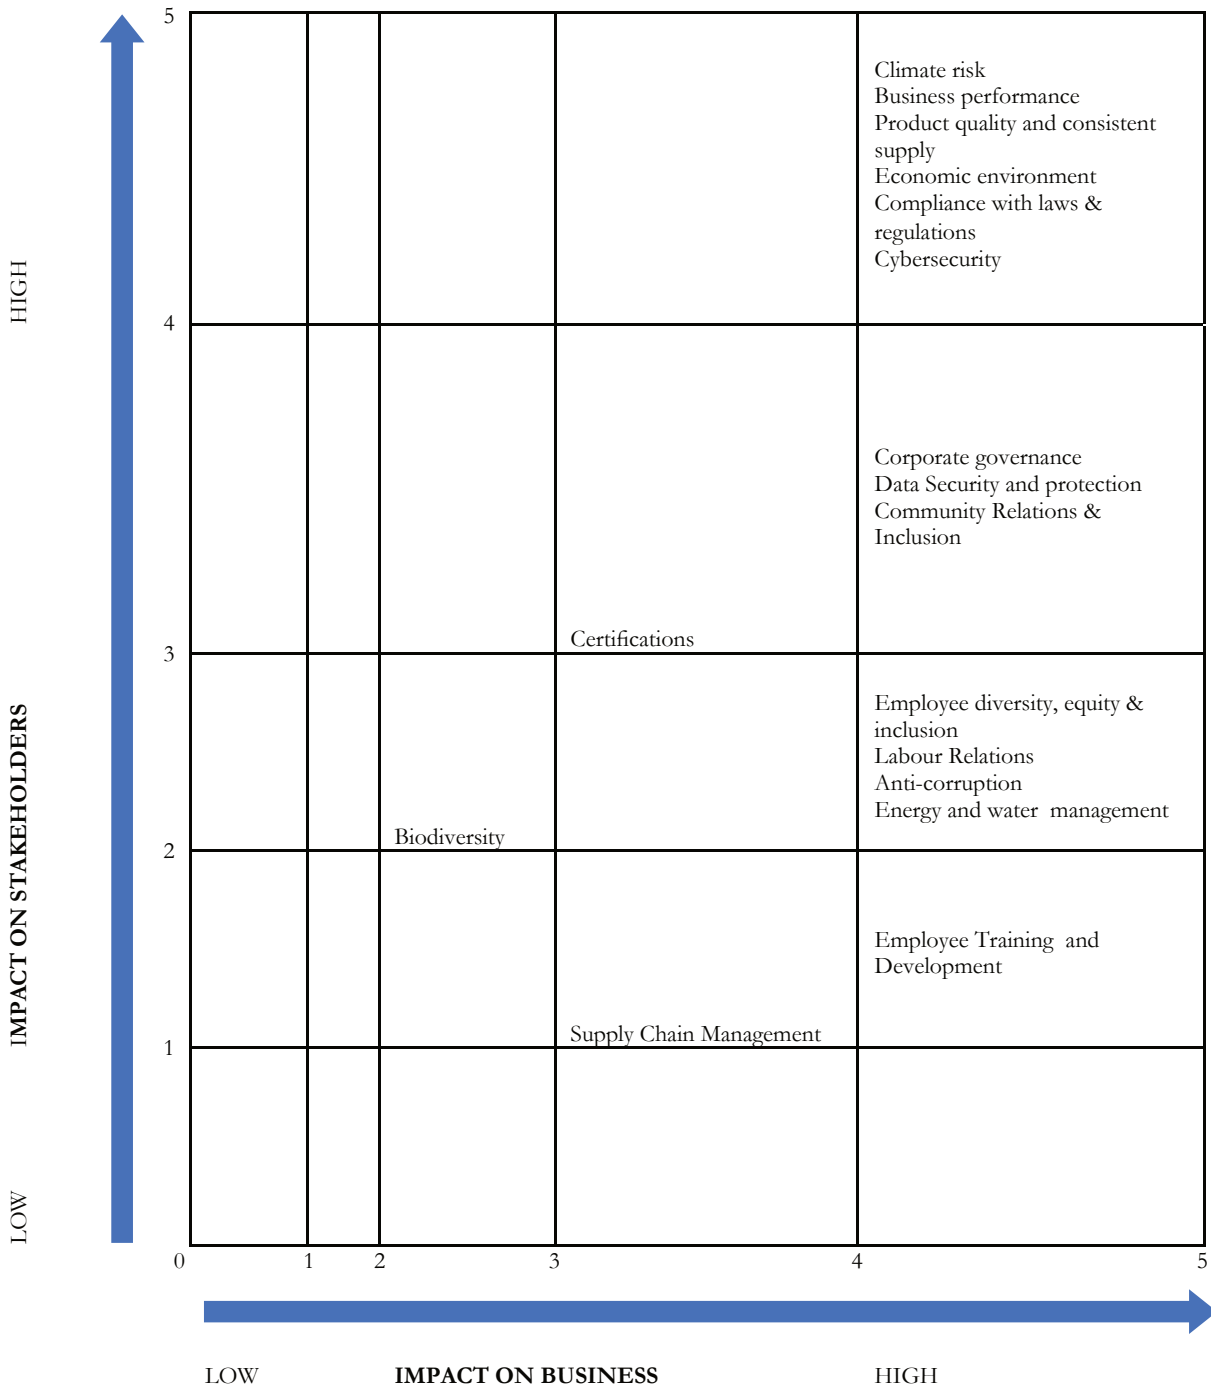 5
Climate risk
Business performance
Product quality and consistent
supply
Economic environment
Compliance with laws &
regulations
Cybersecurity
HIGH
4
Corporate governance
Data Security and protection
Community Relations &
Inclusion
Certifications
3
Employee diversity, equity &
inclusion
Labour Relations
Anti-corruption
Energy and water  management
IMPACT ON STAKEHOLDERS
Biodiversity
2
Employee Training  and
Development
Supply Chain Management
1
LOW
0 1 2 3 4 5
LOW IMPACT ON BUSINESS HIGH